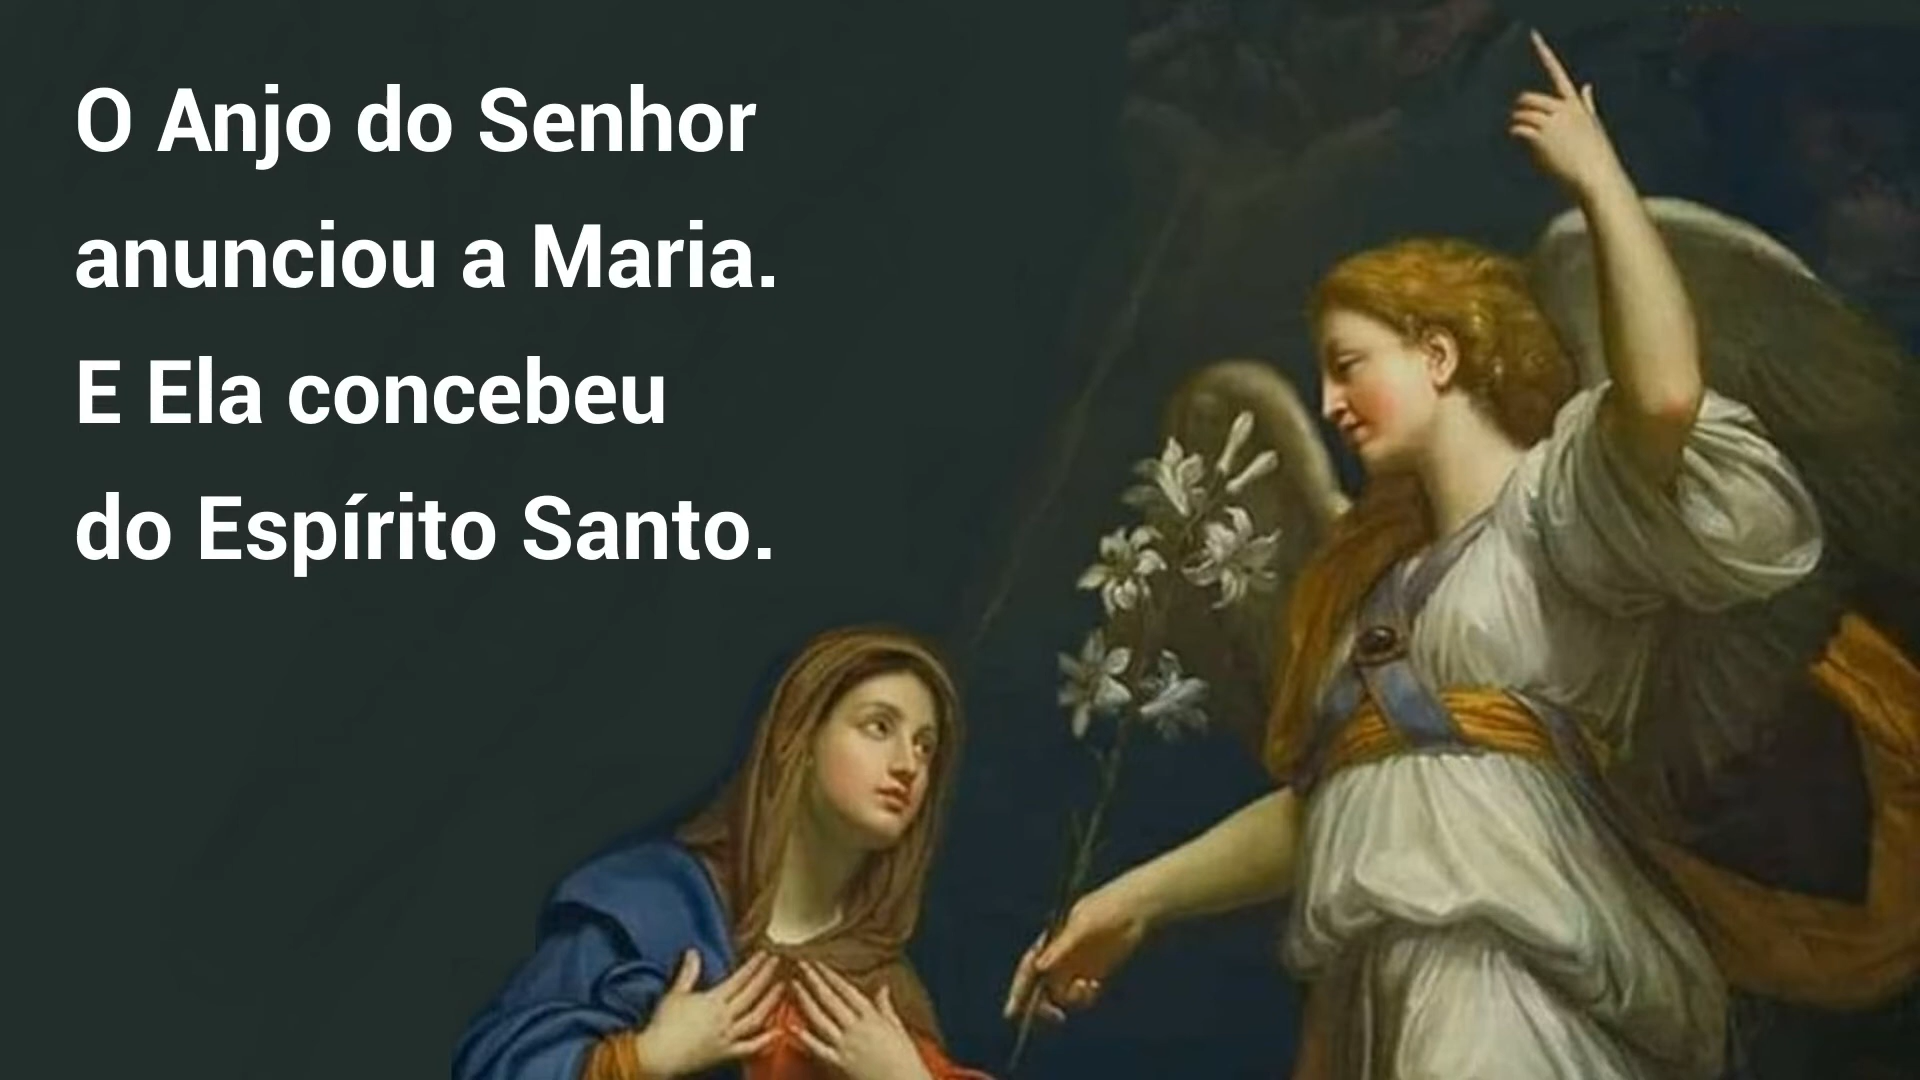 O Anjo do Senhor
anunciou a Maria.
E Ela concebeu
do Espírito Santo.